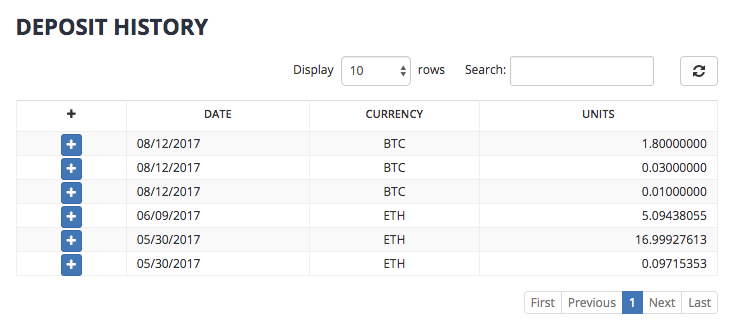 DEPOSIT HISTORY
Display 10 rows Search:
+ DATE CURRENCY UNITS
+ 08/12/2017 BTC 1.80000000
+ 08/12/2017 BTC 0.03000000
+ 08/12/2017 BTC 0.01000000
+ 06/09/2017 ETH 5.09438055
+ 05/30/2017 ETH 16.99927613
+ 05/30/2017 ETH 0.09715353
First Previous 1 Next Last